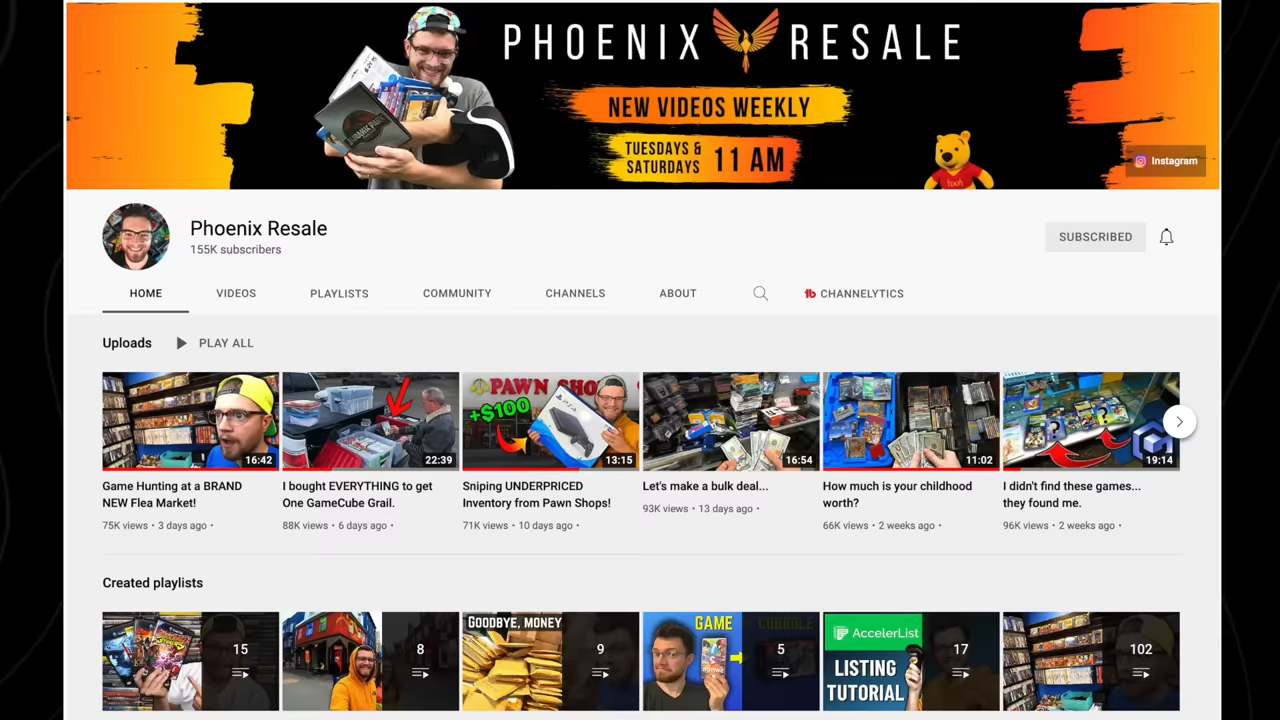 PHOENIX RESALE
NEW VIDEOS WEEKLY
TUESDAYS &
SATURDAYS 11 AM
JURASSIC PARK
Pooh
Instagram
Phoenix Resale
155K subscribers
SUBSCRIBED
HOME VIDEOS PLAYLISTS COMMUNITY CHANNELS ABOUT CHANNELYTICS
Uploads PLAY ALL
PAWN SHO
+$100
16:42 22:39 13:15 16:54 11:02 19:14
Game Hunting at a BRAND
NEW Flea Market!
75K views • 3 days ago •
I bought EVERYTHING to get
One GameCube Grail.
88K views • 6 days ago •
Sniping UNDERPRICED
Inventory from Pawn Shops!
71K views • 10 days ago •
Let's make a bulk deal...
93K views • 13 days ago •
How much is your childhood
worth?
66K views • 2 weeks ago •
I didn't find these games...
they found me.
96K views • 2 weeks ago •
Created playlists
15
8
GOODBYE, MONEY
9
GAME
5
AccelerList
LISTING
TUTORIAL
17
102